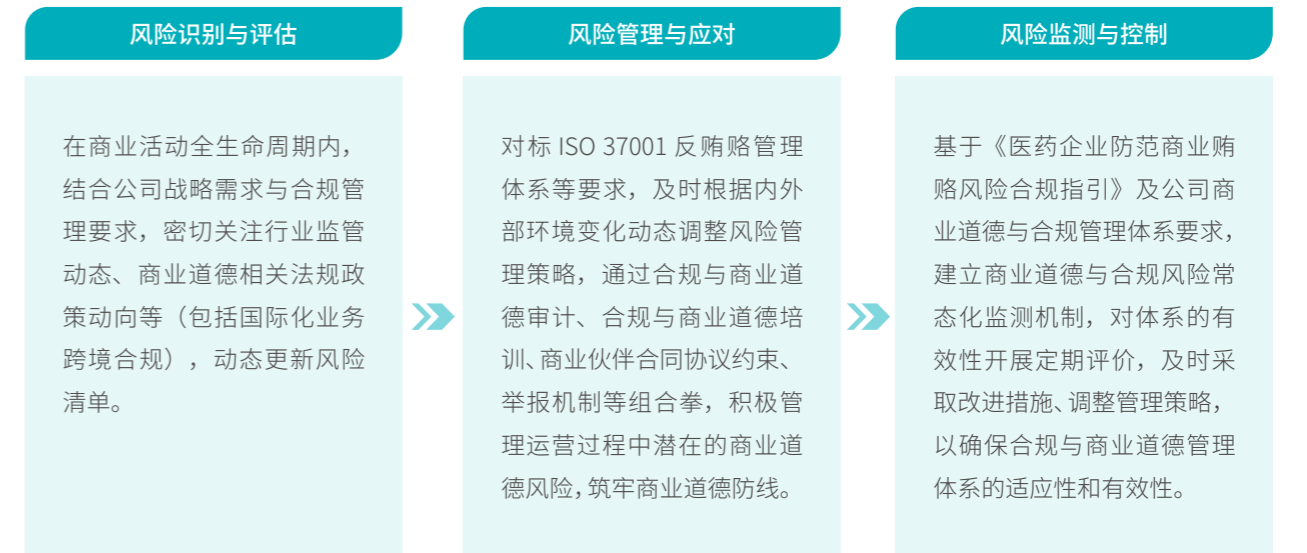 风险识别与评估
在商业活动全生命周期内，
结合公司战略需求与合规管
理要求，密切关注行业监管
动态、商业道德相关法规政
策动向等（包括国际化业务
跨境合规），动态更新风险
清单。
风险管理与应对
对标 ISO 37001 反贿赂管理
体系等要求，及时根据内外
部环境变化动态调整风险管
理策略，通过合规与商业道
德审计、合规与商业道德培
训、商业伙伴合同协议约束、
举报机制等组合拳，积极管
理运营过程中潜在的商业道
德风险，筑牢商业道德防线。
风险监测与控制
基于《医药企业防范商业贿
赂风险合规指引》及公司商
业道德与合规管理体系要求，
建立商业道德与合规风险常
态化监测机制，对体系的有
效性开展定期评价，及时采
取改进措施、调整管理策略，
以确保合规与商业道德管理
体系的适应性和有效性。